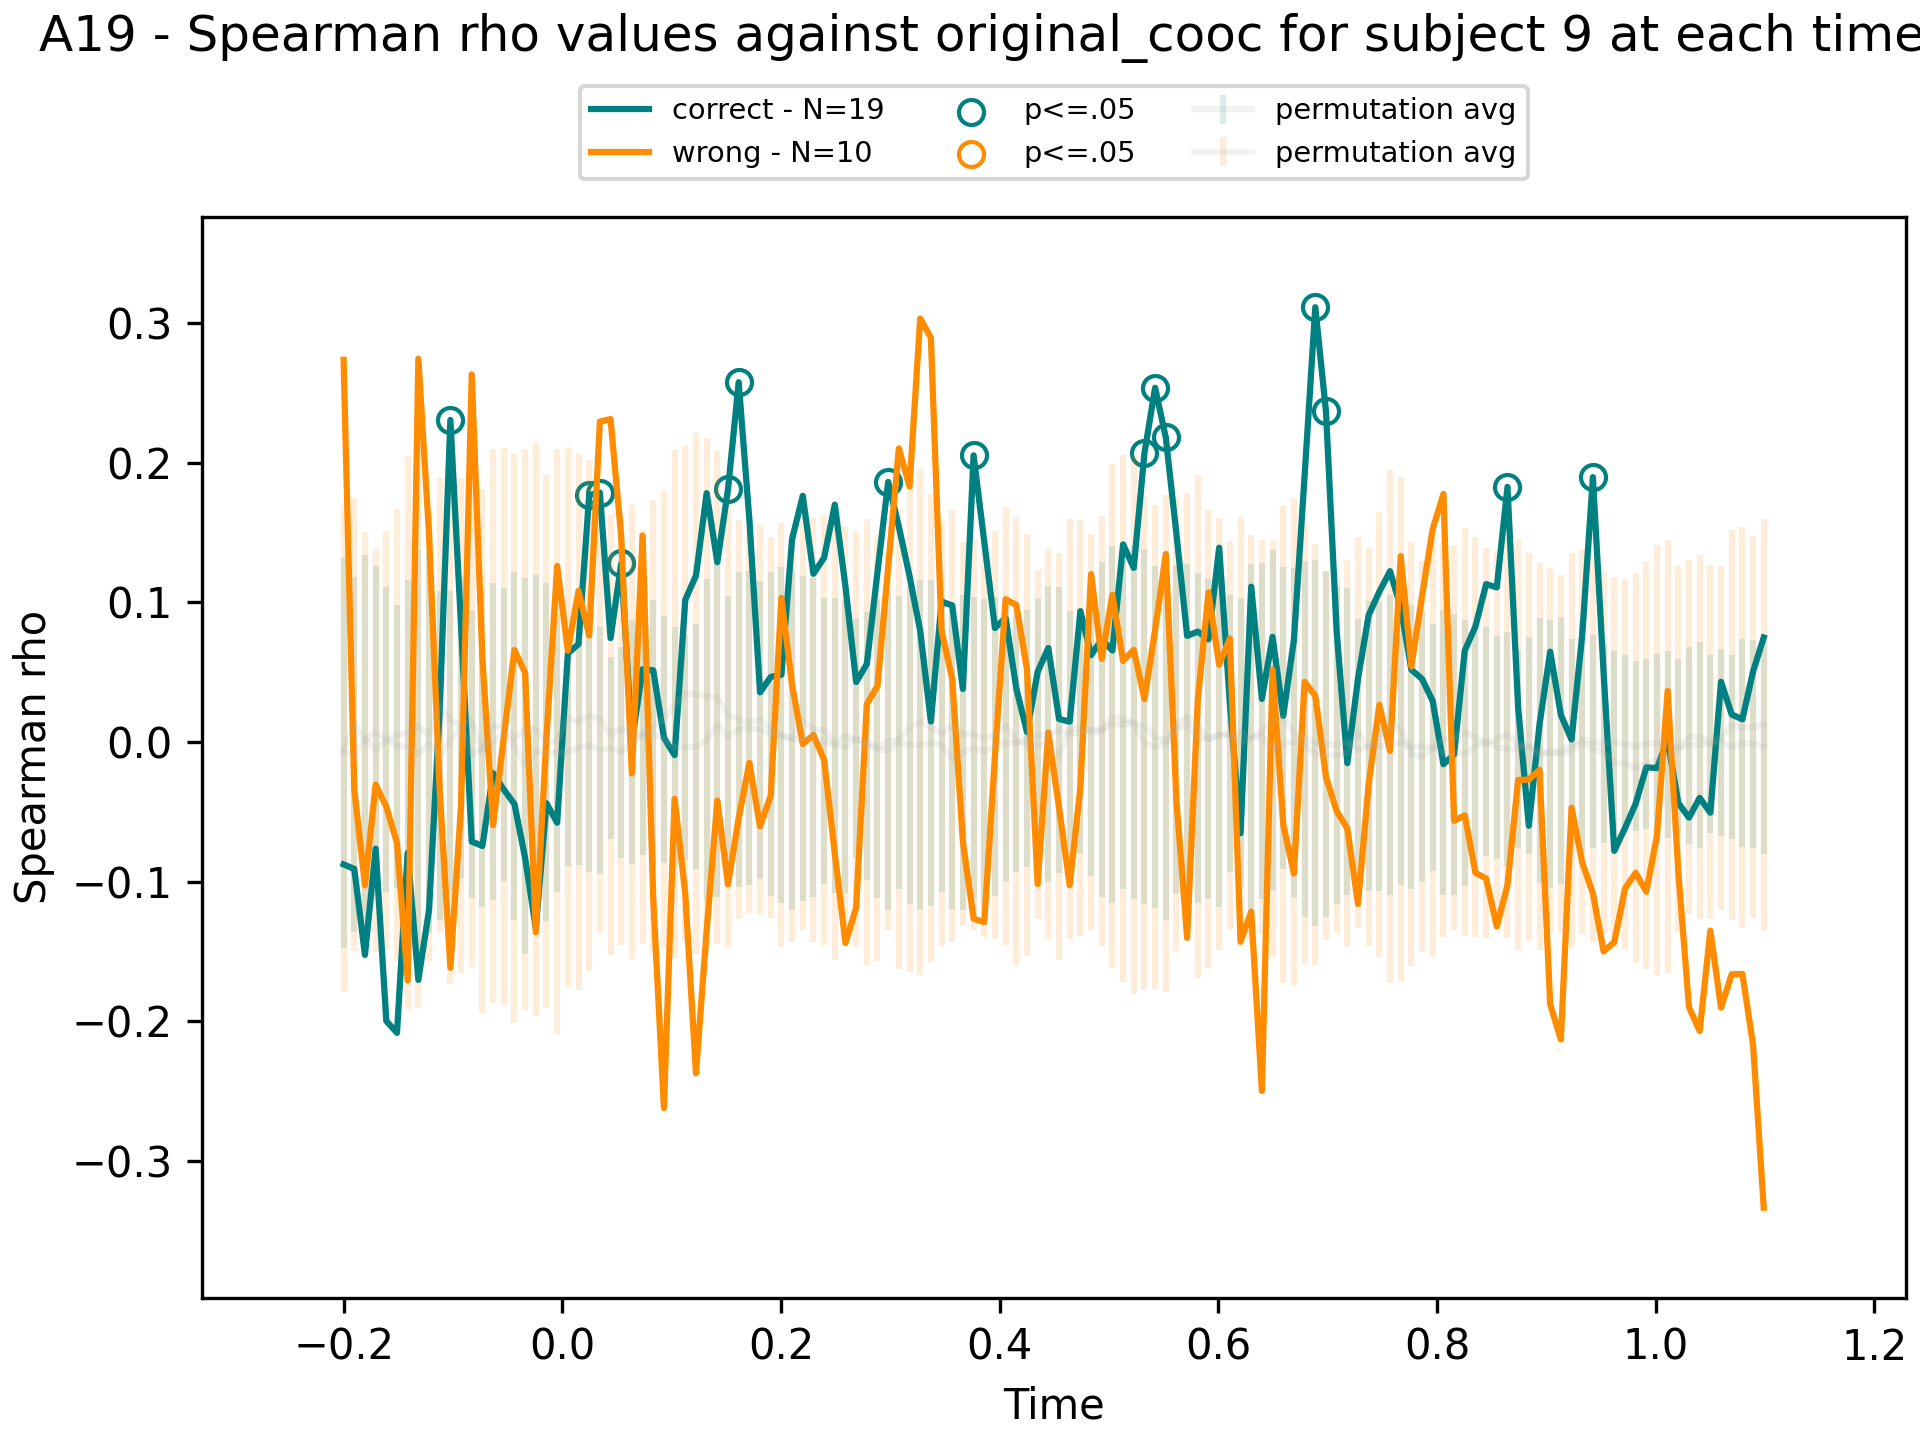 A19 - Spearman rho values against original_cooc for subject 9 at each time
correct - N=19
wrong - N=10
p<=.05
p<=.05
permutation avg
permutation avg
Spearman rho
0.3
0.2
0.1
0.0
−0.1
−0.2
−0.3
−0.2 0.0 0.2 0.4 0.6 0.8 1.0 1.2
Time